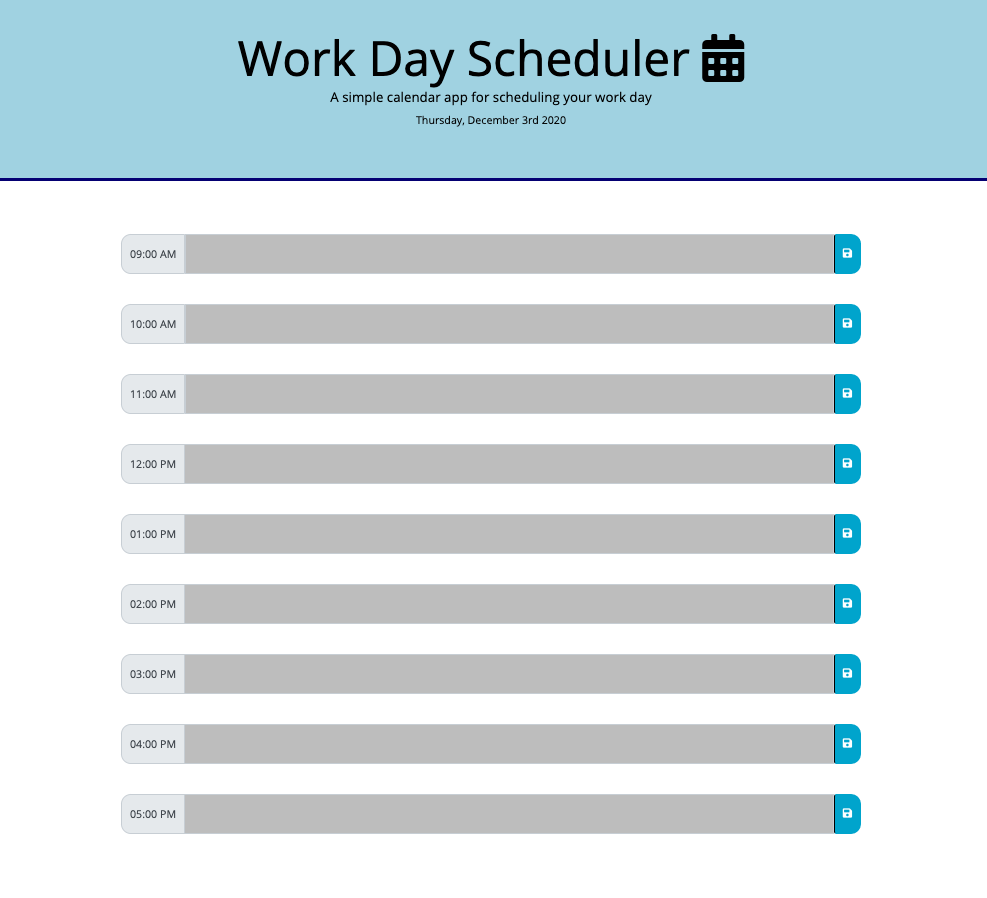 Work Day Scheduler
A simple calendar app for scheduling your work day
Thursday, December 3rd 2020
09:00 AM
10:00 AM
11:00 AM
12:00 PM
01:00 PM
02:00 PM
03:00 PM
04:00 PM
05:00 PM